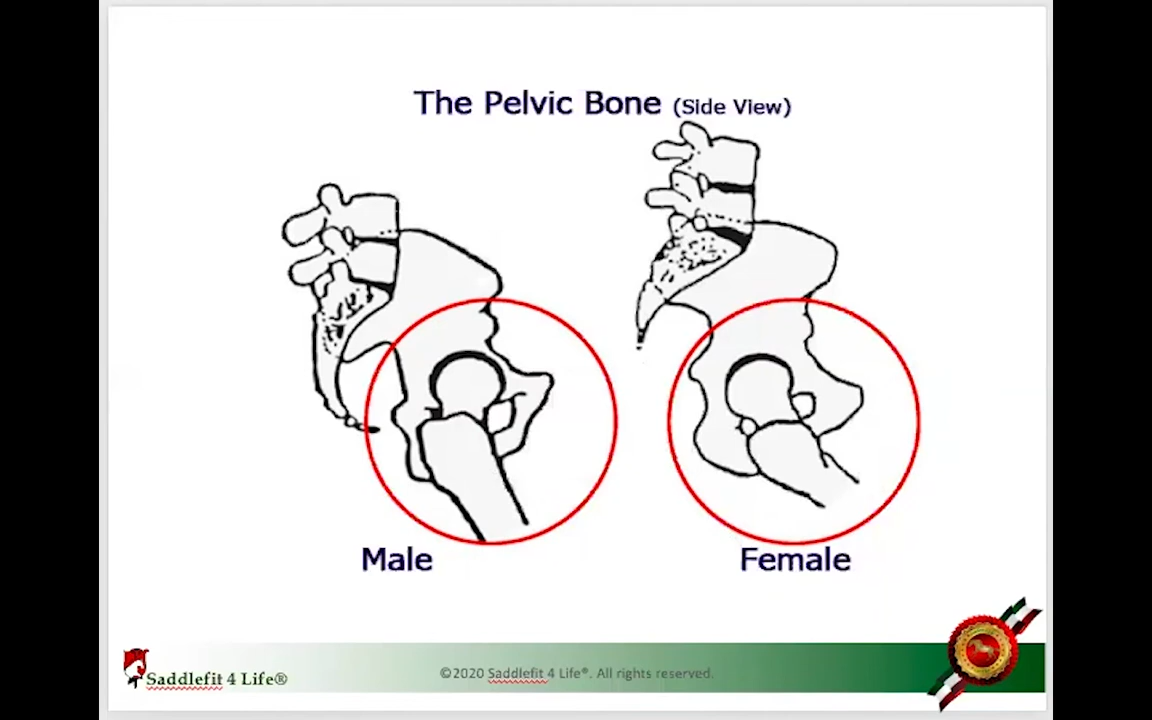 The Pelvic Bone (Side View)
Male
Female
Saddlefit 4 Life®
©2020 Saddlefit 4 Life®. All rights reserved.